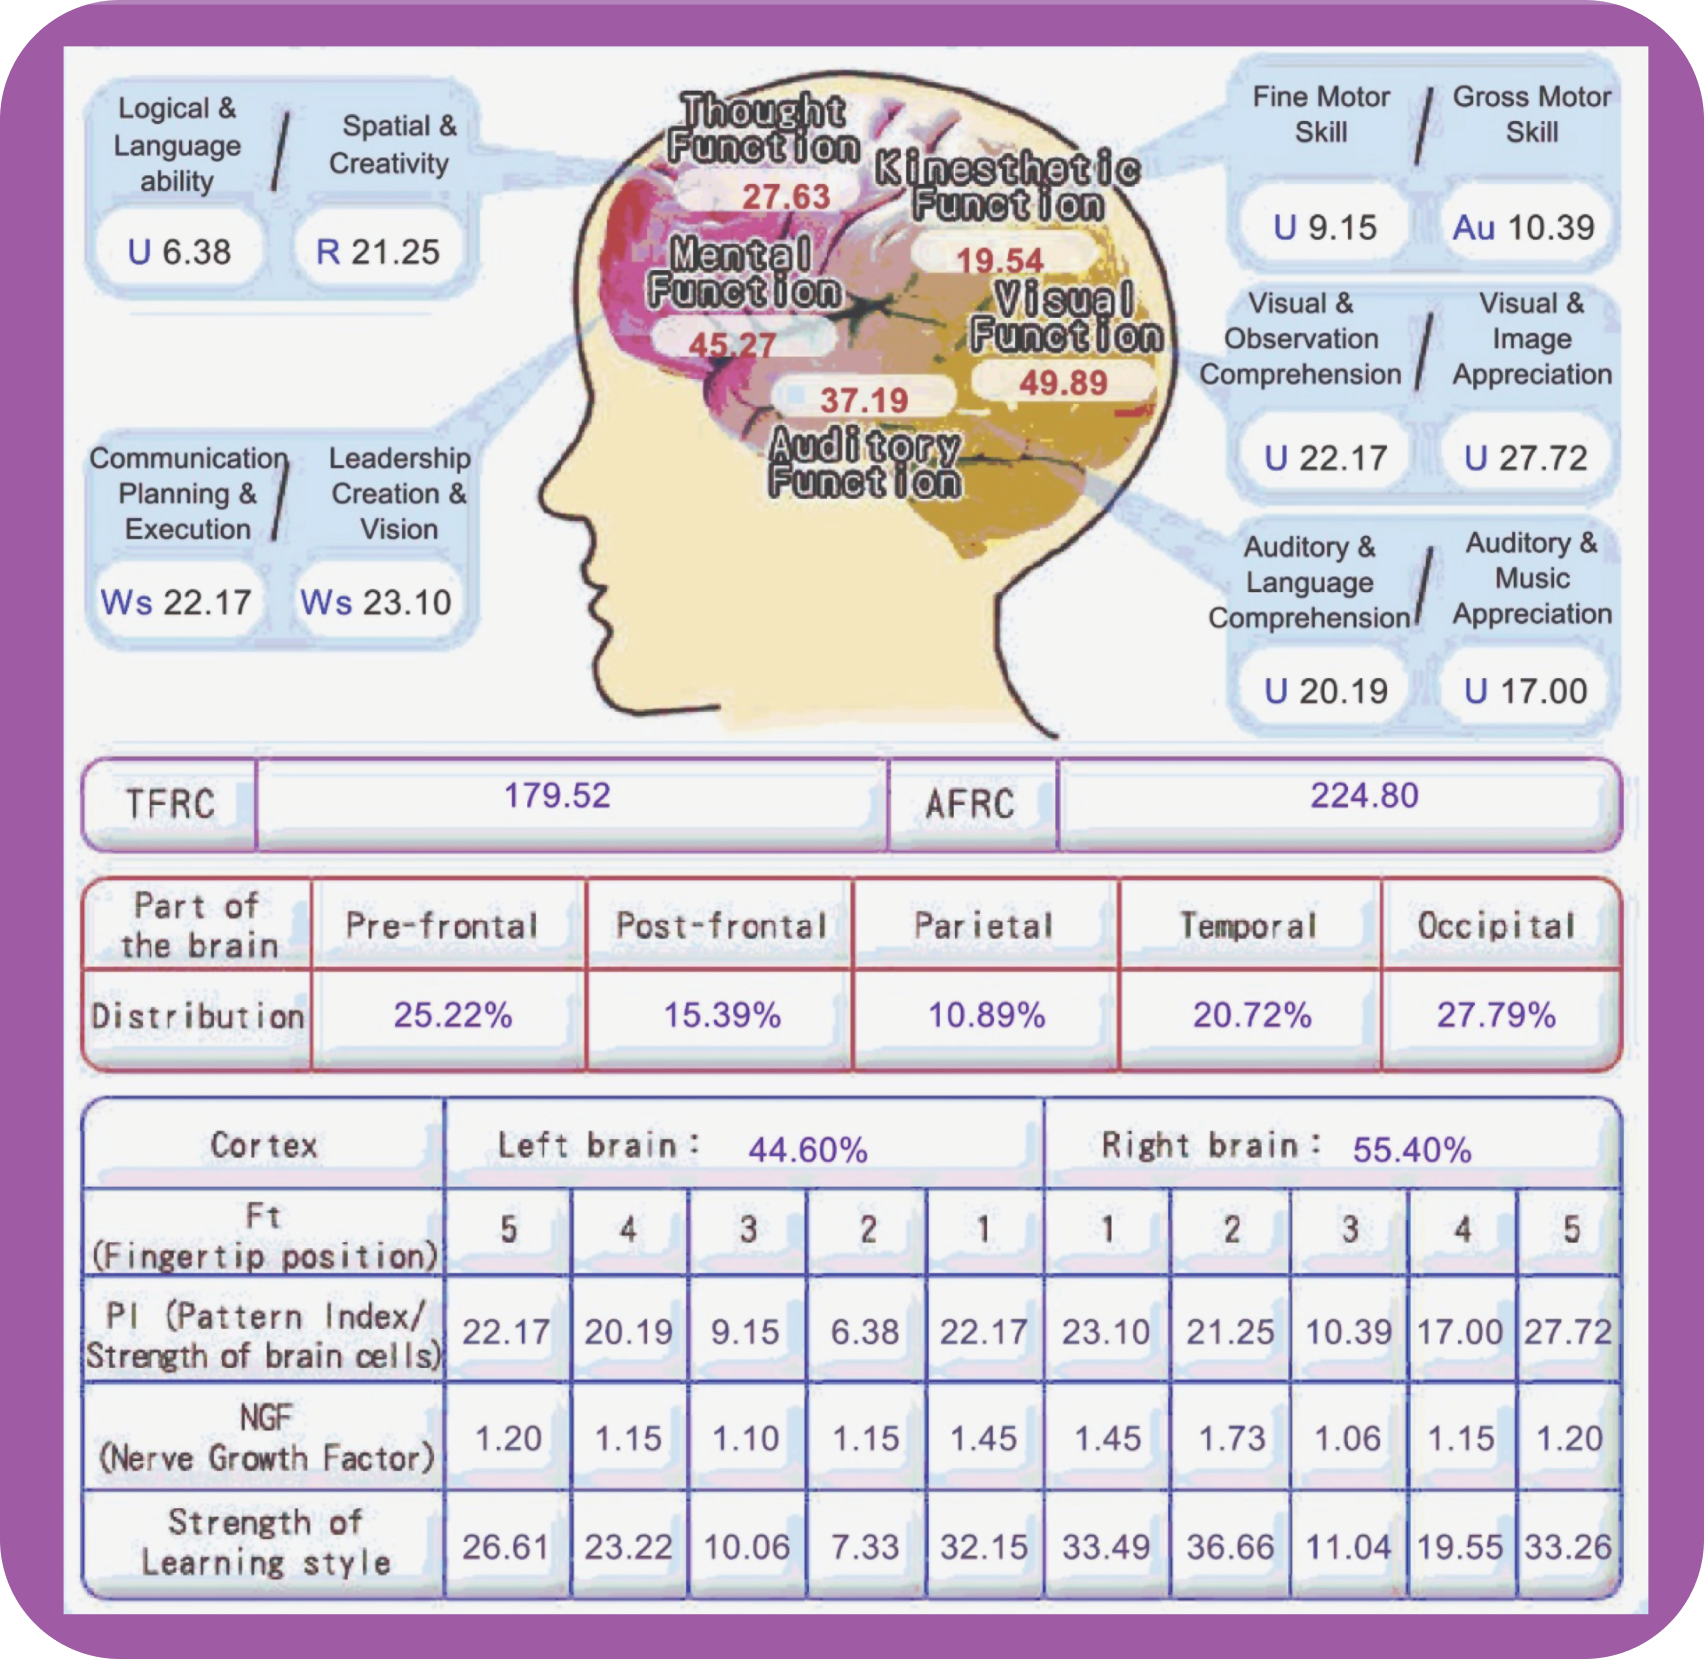 Logical &
Language
ability
/
Spatial &
Creativity
U 6.38
R 21.25
Thought
Function
27.63
Kinesthetic
Function
19.54
Mental
Function
45.27
Visual
Function
49.89
37.19
Auditory
Function
Fine Motor
Skill
/
Gross Motor
Skill
U 9.15
Au 10.39
Visual &
Observation
Comprehension
/
Visual &
Image
Appreciation
U 22.17
U 27.72
Communication
Planning &
Execution
/
Leadership
Creation &
Vision
Ws 22.17
Ws 23.10
Auditory &
Language
Comprehension
/
Auditory &
Music
Appreciation
U 20.19
U 17.00
TFRC 179.52 AFRC 224.80
Part of
the brain
Pre-frontal Post-frontal Parietal Temporal Occipital
Distribution 25.22% 15.39% 10.89% 20.72% 27.79%
Cortex Left brain: 44.60% Right brain: 55.40%
Ft
(Fingertip position)
5 4 3 2 1 1 2 3 4 5
PI (Pattern Index/
Strength of brain cells)
22.17 20.19 9.15 6.38 22.17 23.10 21.25 10.39 17.00 27.72
NGF
(Nerve Growth Factor)
1.20 1.15 1.10 1.15 1.45 1.45 1.73 1.06 1.15 1.20
Strength of
Learning style
26.61 23.22 10.06 7.33 32.15 33.49 36.66 11.04 19.55 33.26